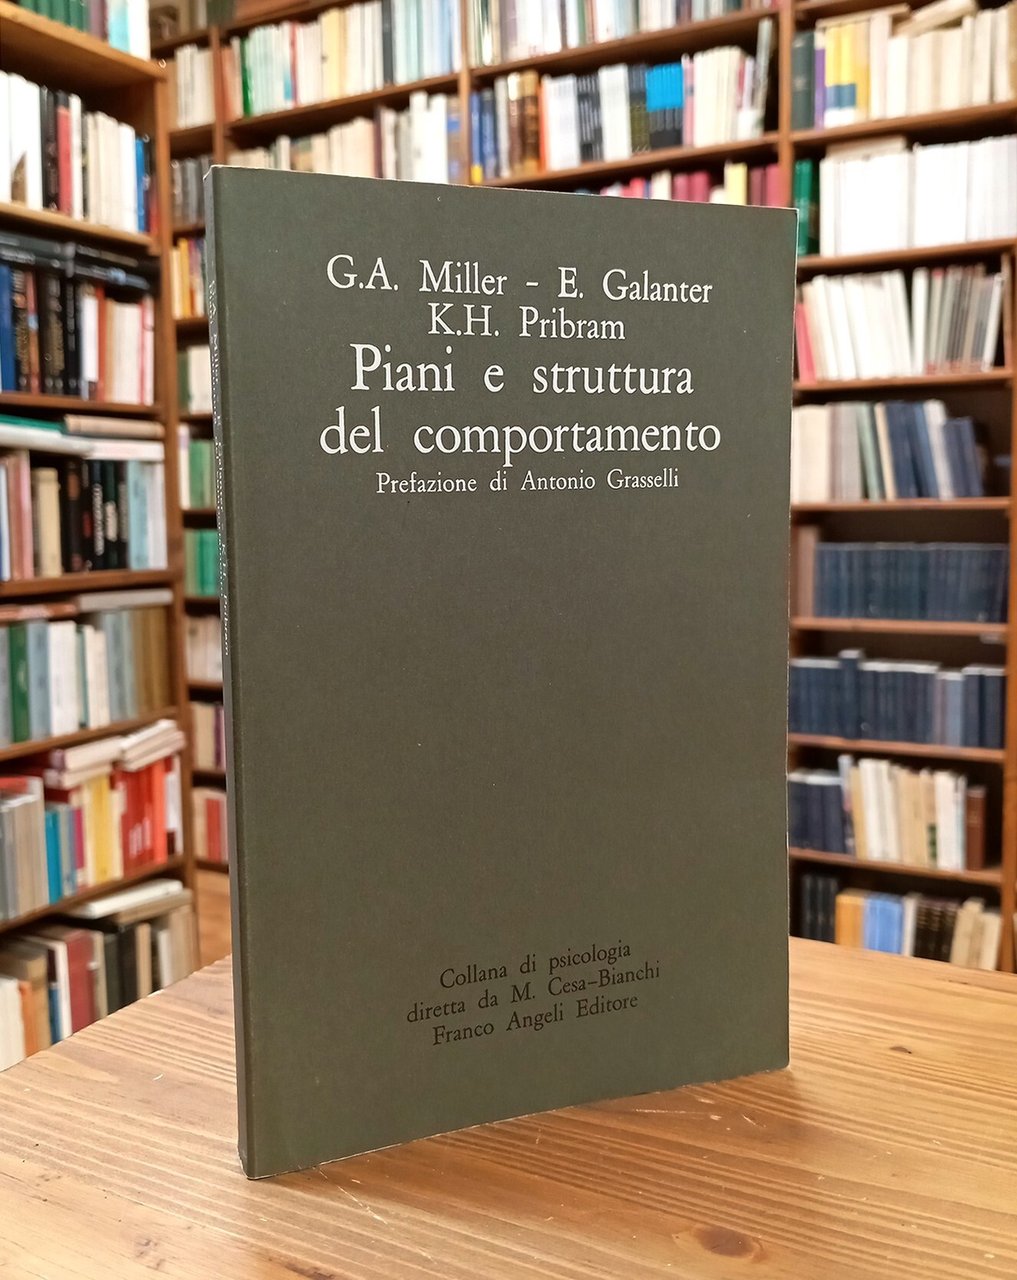 G.A. Miller - E. Galanter
K.H. Pribram
Piani e struttura
del comportamento
Prefazione di Antonio Grasselli
Collana di psicologia
diretta da M. Cesa-Bianchi
Franco Angeli Editore